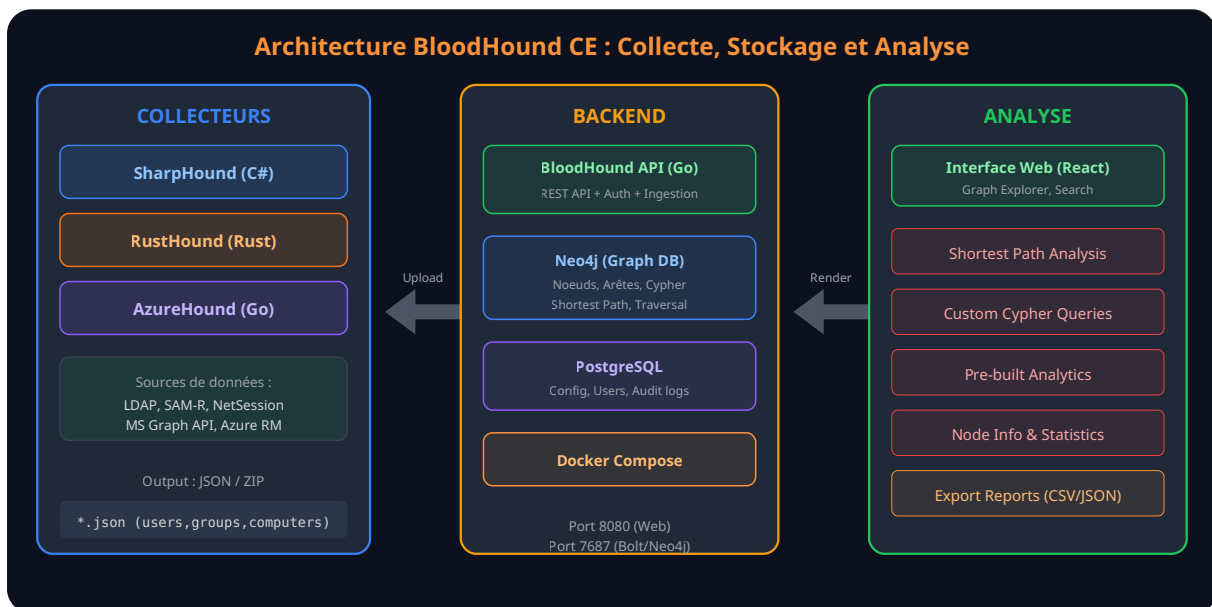 Architecture BloodHound CE : Collecte, Stockage et Analyse
COLLECTEURS
SharpHound (C#)
RustHound (Rust)
AzureHound (Go)
Sources de données :
LDAP, SAM-R, NetSession
MS Graph API, Azure RM
Output : JSON / ZIP
*.json (users,groups,computers)
Upload
BACKEND
BloodHound API (Go)
REST API + Auth + Ingestion
Neo4j (Graph DB)
Noeuds, Arêtes, Cypher
Shortest Path, Traversal
PostgreSQL
Config, Users, Audit logs
Docker Compose
Port 8080 (Web)
Port 7687 (Bolt/Neo4j)
Render
ANALYSE
Interface Web (React)
Graph Explorer, Search
Shortest Path Analysis
Custom Cypher Queries
Pre-built Analytics
Node Info & Statistics
Export Reports (CSV/JSON)